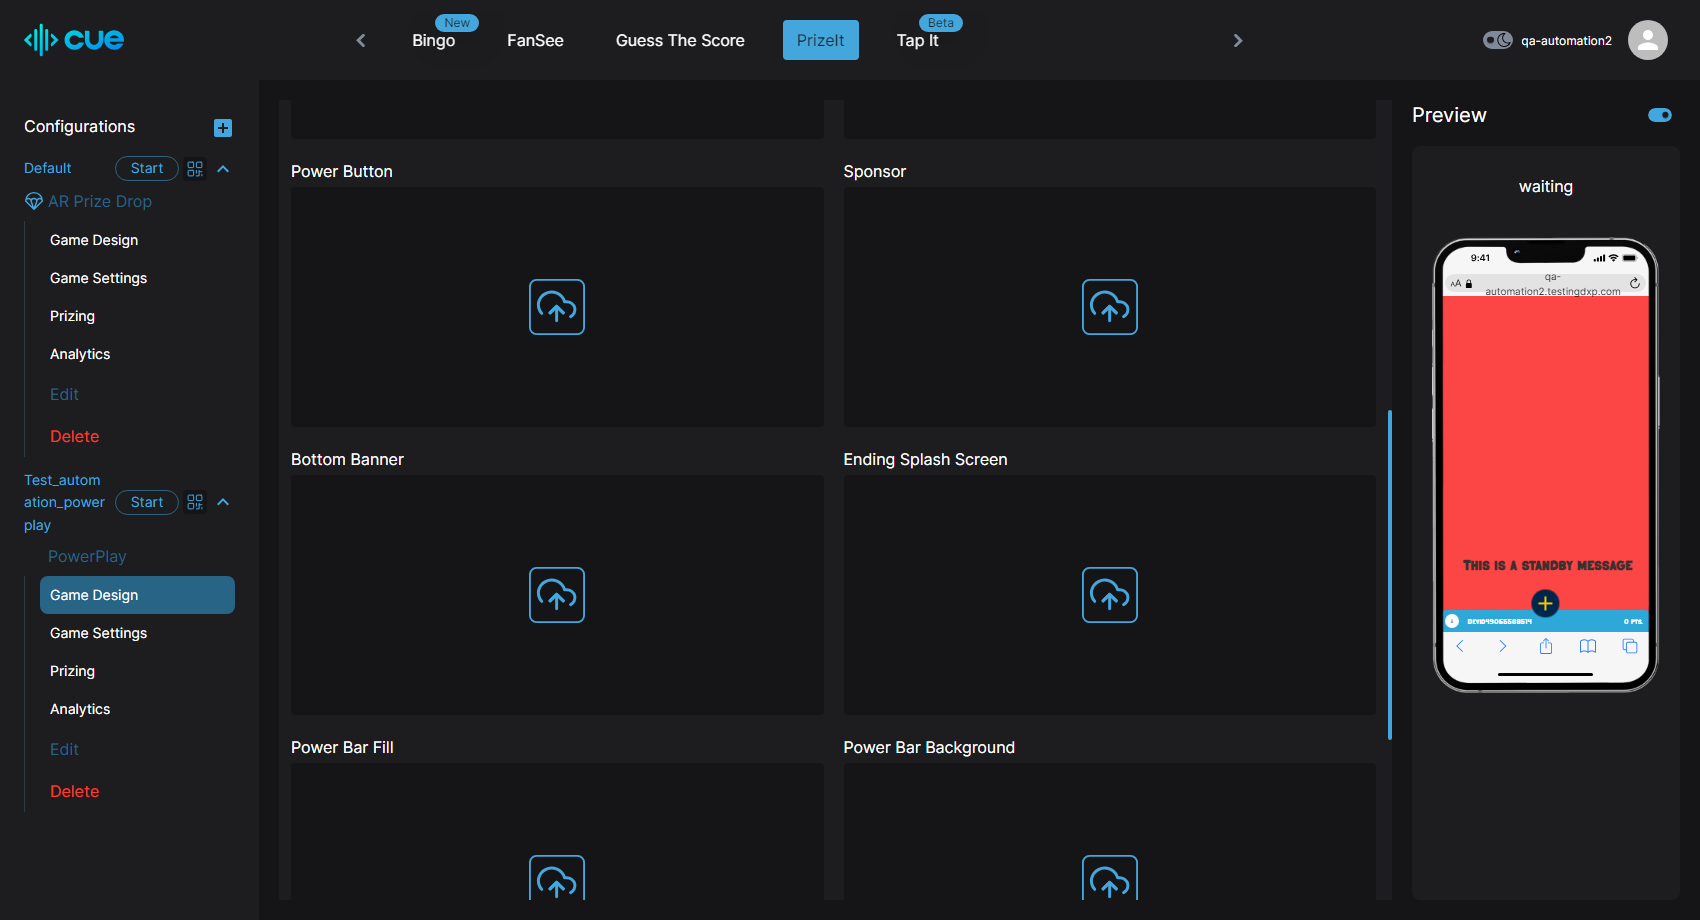 cue
New
Bingo
FanSee
Guess The Score
PrizeIt
Beta
Tap It
qa-automation2
Configurations
Default
Start
AR Prize Drop
Game Design
Game Settings
Prizing
Analytics
Edit
Delete
Test_autom
ation_power
play
Start
PowerPlay
Game Design
Game Settings
Prizing
Analytics
Edit
Delete
Power Button
Sponsor
Bottom Banner
Ending Splash Screen
Power Bar Fill
Power Bar Background
Preview
waiting
9:41
AA
qa-
automation2.testingdxp.com
This is a standby message
0 PTS.